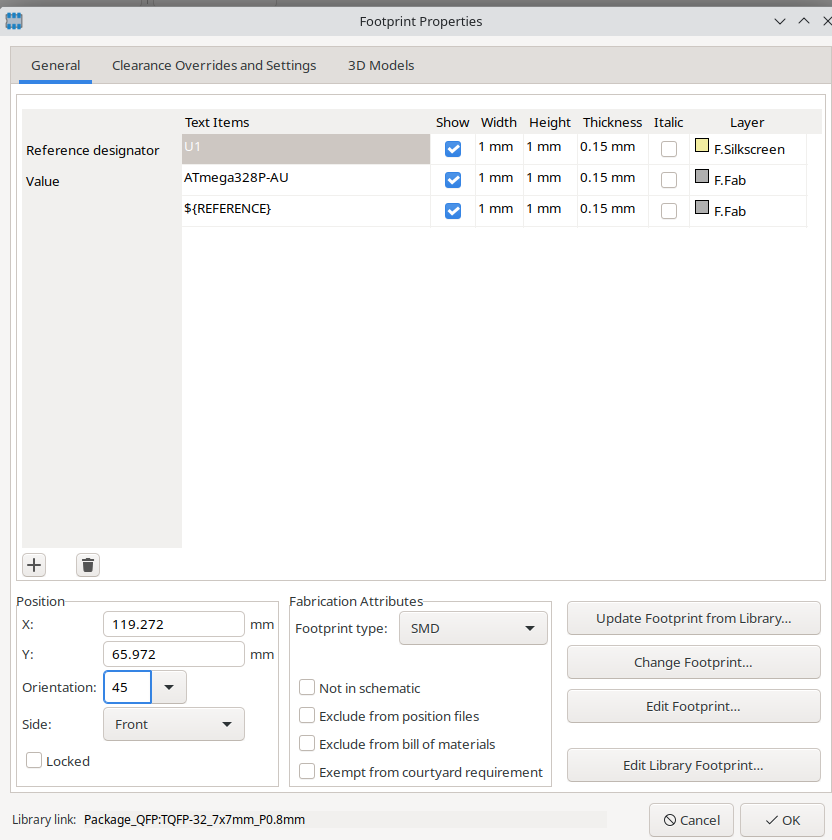 Footprint Properties
General Clearance Overrides and Settings 3D Models
Text Items Show Width Height Thickness Italic Layer
Reference designator U1 1 mm 1 mm 0.15 mm F.Silkscreen
Value ATmega328P-AU 1 mm 1 mm 0.15 mm F.Fab
${REFERENCE} 1 mm 1 mm 0.15 mm F.Fab
Position
X: 119.272 mm
Y: 65.972 mm
Orientation: 45
Side: Front
Locked
Fabrication Attributes
Footprint type: SMD
Not in schematic
Exclude from position files
Exclude from bill of materials
Exempt from courtyard requirement
Update Footprint from Library...
Change Footprint...
Edit Footprint...
Edit Library Footprint...
Library link: Package_QFP:TQFP-32_7x7mm_P0.8mm
Cancel OK